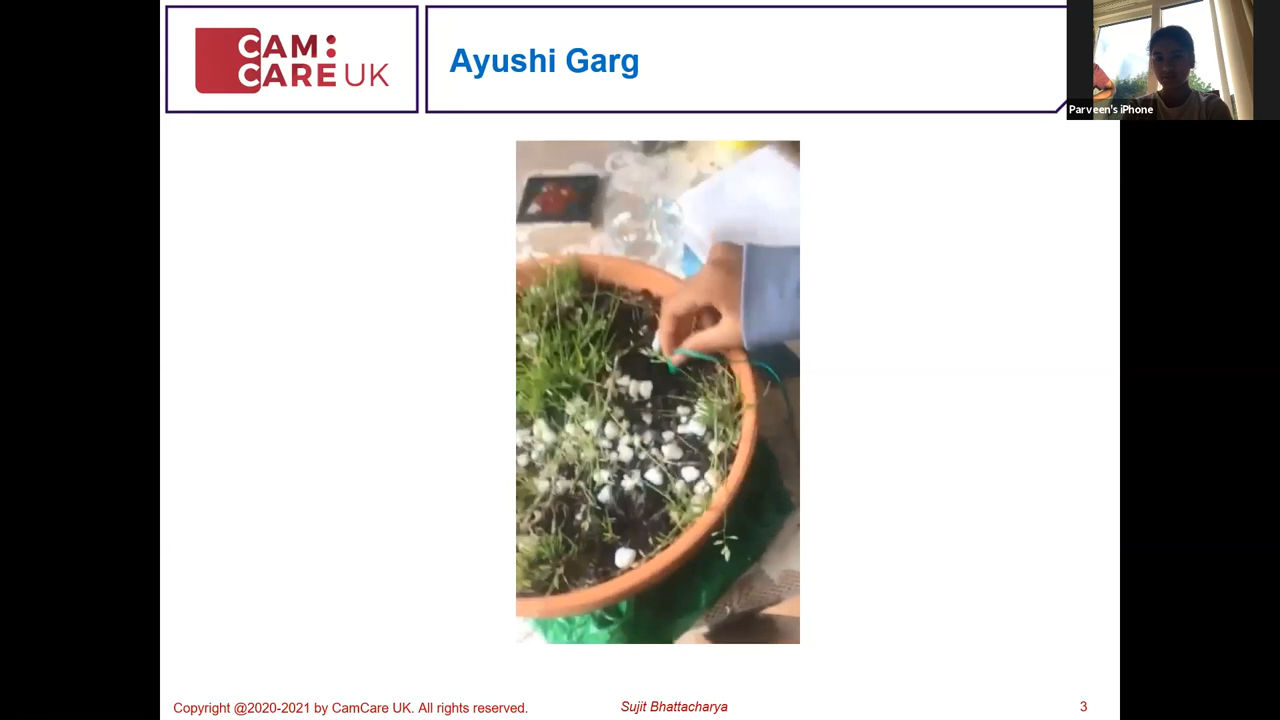 CAM:
CARE UK
Ayushi Garg
Parveen's iPhone
Copyright @2020-2021 by CamCare UK. All rights reserved.
Sujit Bhattacharya
3